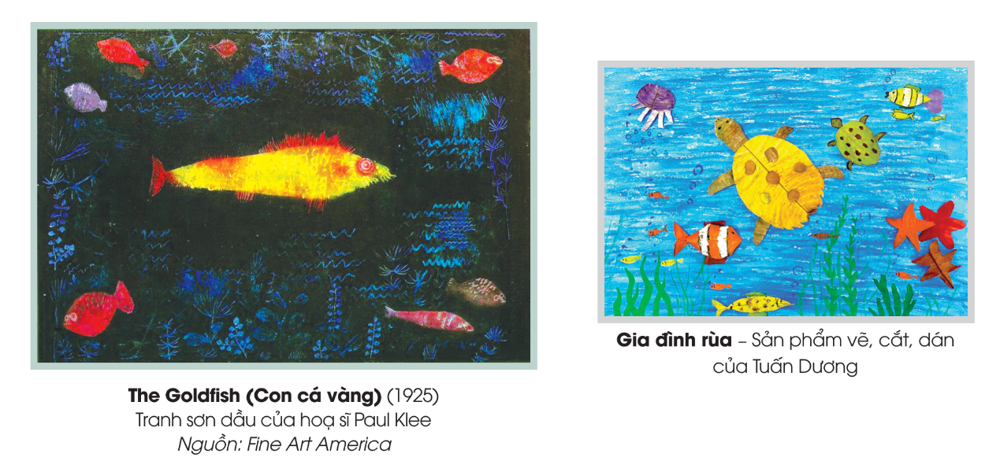 The Goldfish (Con cá vàng) (1925)
Tranh sơn dầu của hoạ sĩ Paul Klee
Nguồn: Fine Art America
Gia đình rùa – Sản phẩm vẽ, cắt, dán
của Tuấn Dương